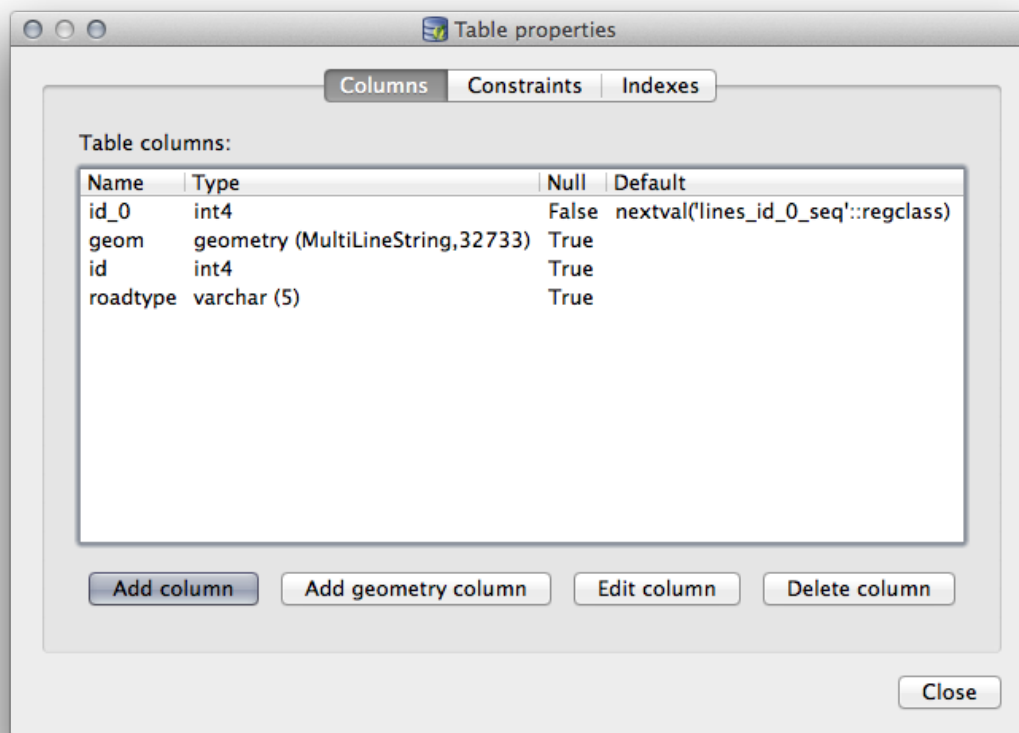 Table properties
Columns Constraints Indexes
Table columns:
Name Type Null Default
id_0 int4 False nextval('lines_id_0_seq'::regclass)
geom geometry (MultiLineString,32733) True
id int4 True
roadtype varchar (5) True
Add column Add geometry column Edit column Delete column
Close